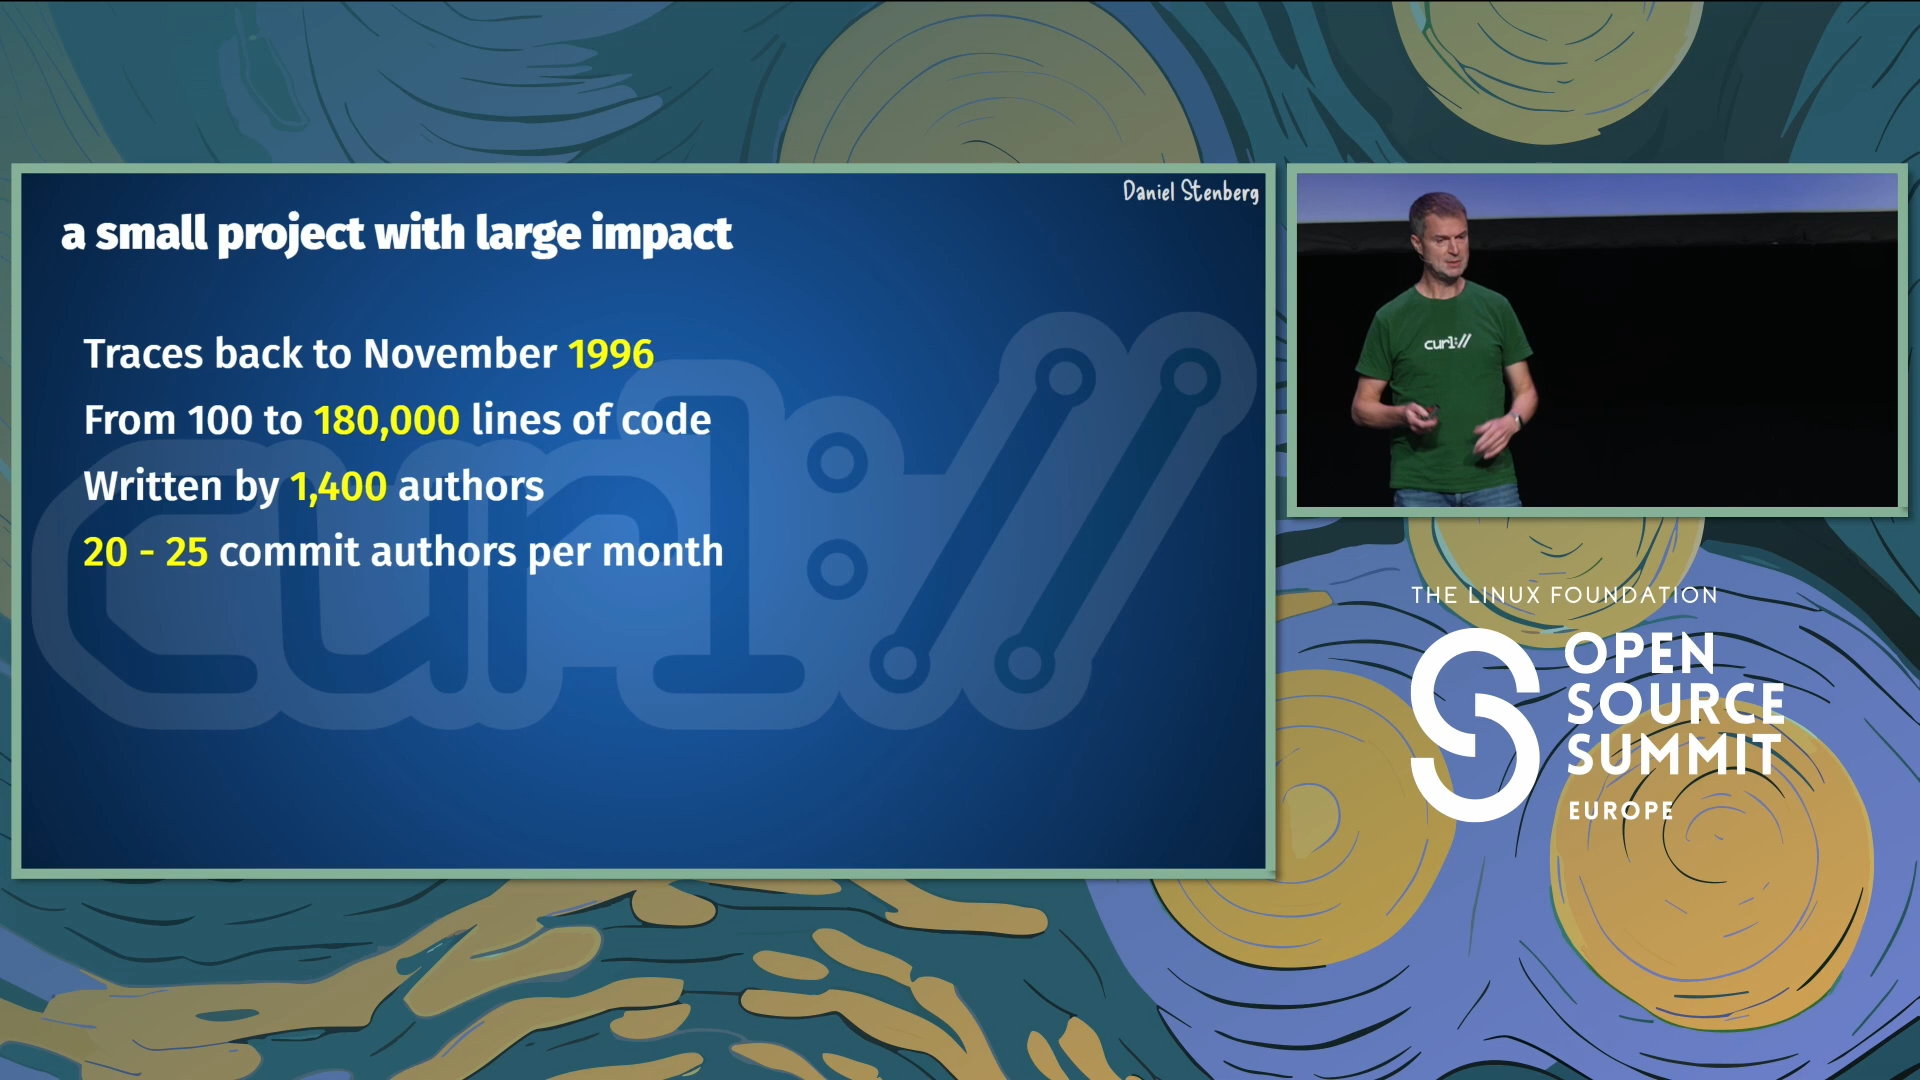 Daniel Stenberg
a small project with large impact
Traces back to November 1996
From 100 to 180,000 lines of code
Written by 1,400 authors
20 - 25 commit authors per month
curl://
curl://
THE LINUX FOUNDATION
OPEN
SOURCE
SUMMIT
EUROPE